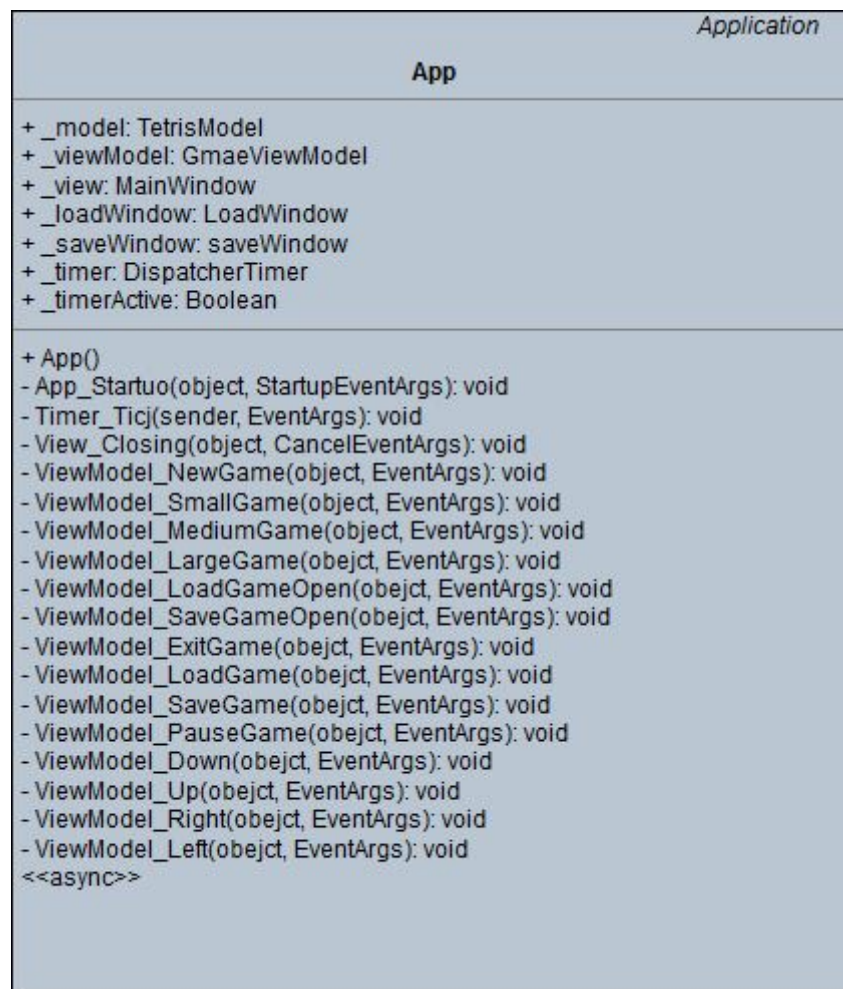 Application
App
+ _model: TetrisModel
+ _viewModel: GmaeViewModel
+ _view: MainWindow
+ _loadWindow: LoadWindow
+ _saveWindow: saveWindow
+ _timer: DispatcherTimer
+ _timerActive: Boolean
+ App()
- App_Startuo(object, StartupEventArgs): void
- Timer_Ticj(sender, EventArgs): void
- View_Closing(object, CancelEventArgs): void
- ViewModel_NewGame(object, EventArgs): void
- ViewModel_SmallGame(object, EventArgs): void
- ViewModel_MediumGame(object, EventArgs): void
- ViewModel_LargeGame(obejct, EventArgs): void
- ViewModel_LoadGameOpen(obejct, EventArgs): void
- ViewModel_SaveGameOpen(obejct, EventArgs): void
- ViewModel_ExitGame(obejct, EventArgs): void
- ViewModel_LoadGame(obejct, EventArgs): void
- ViewModel_SaveGame(obejct, EventArgs): void
- ViewModel_PauseGame(obejct, EventArgs): void
- ViewModel_Down(obejct, EventArgs): void
- ViewModel_Up(obejct, EventArgs): void
- ViewModel_Right(obejct, EventArgs): void
- ViewModel_Left(obejct, EventArgs): void
<<async>>